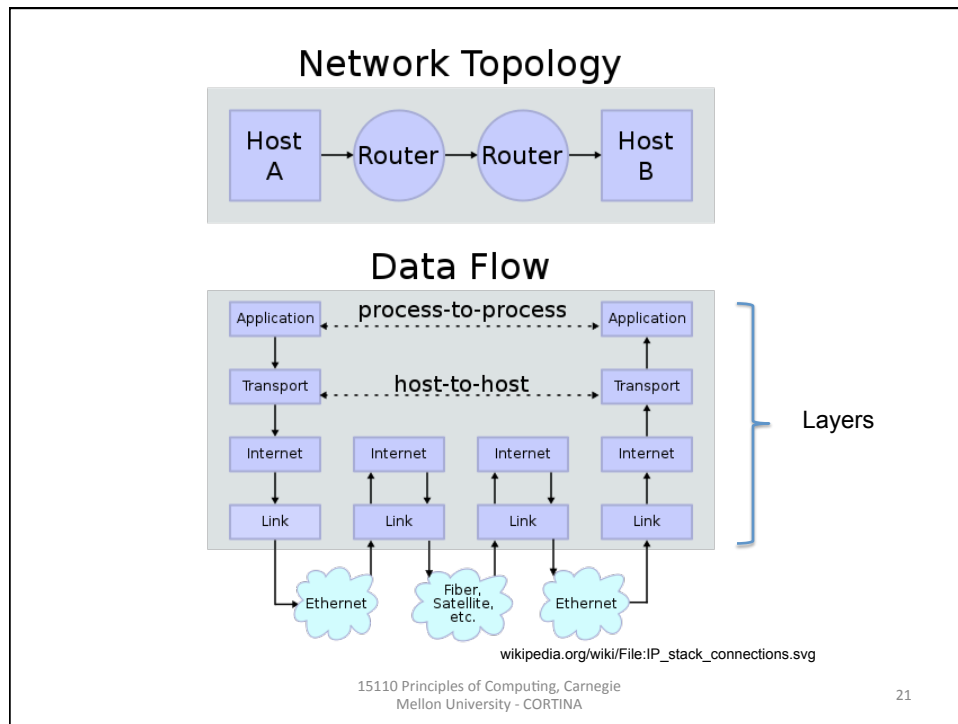 Network Topology
Host
A
Router
Router
Host
B
Data Flow
Application
process-to-process
Application
Transport
host-to-host
Transport
Internet
Internet
Internet
Internet
Layers
Link
Link
Link
Link
Ethernet
Fiber,
Satellite,
etc.
Ethernet
wikipedia.org/wiki/File:IP_stack_connections.svg
15110 Principles of Computing, Carnegie
Mellon University - CORTINA
21